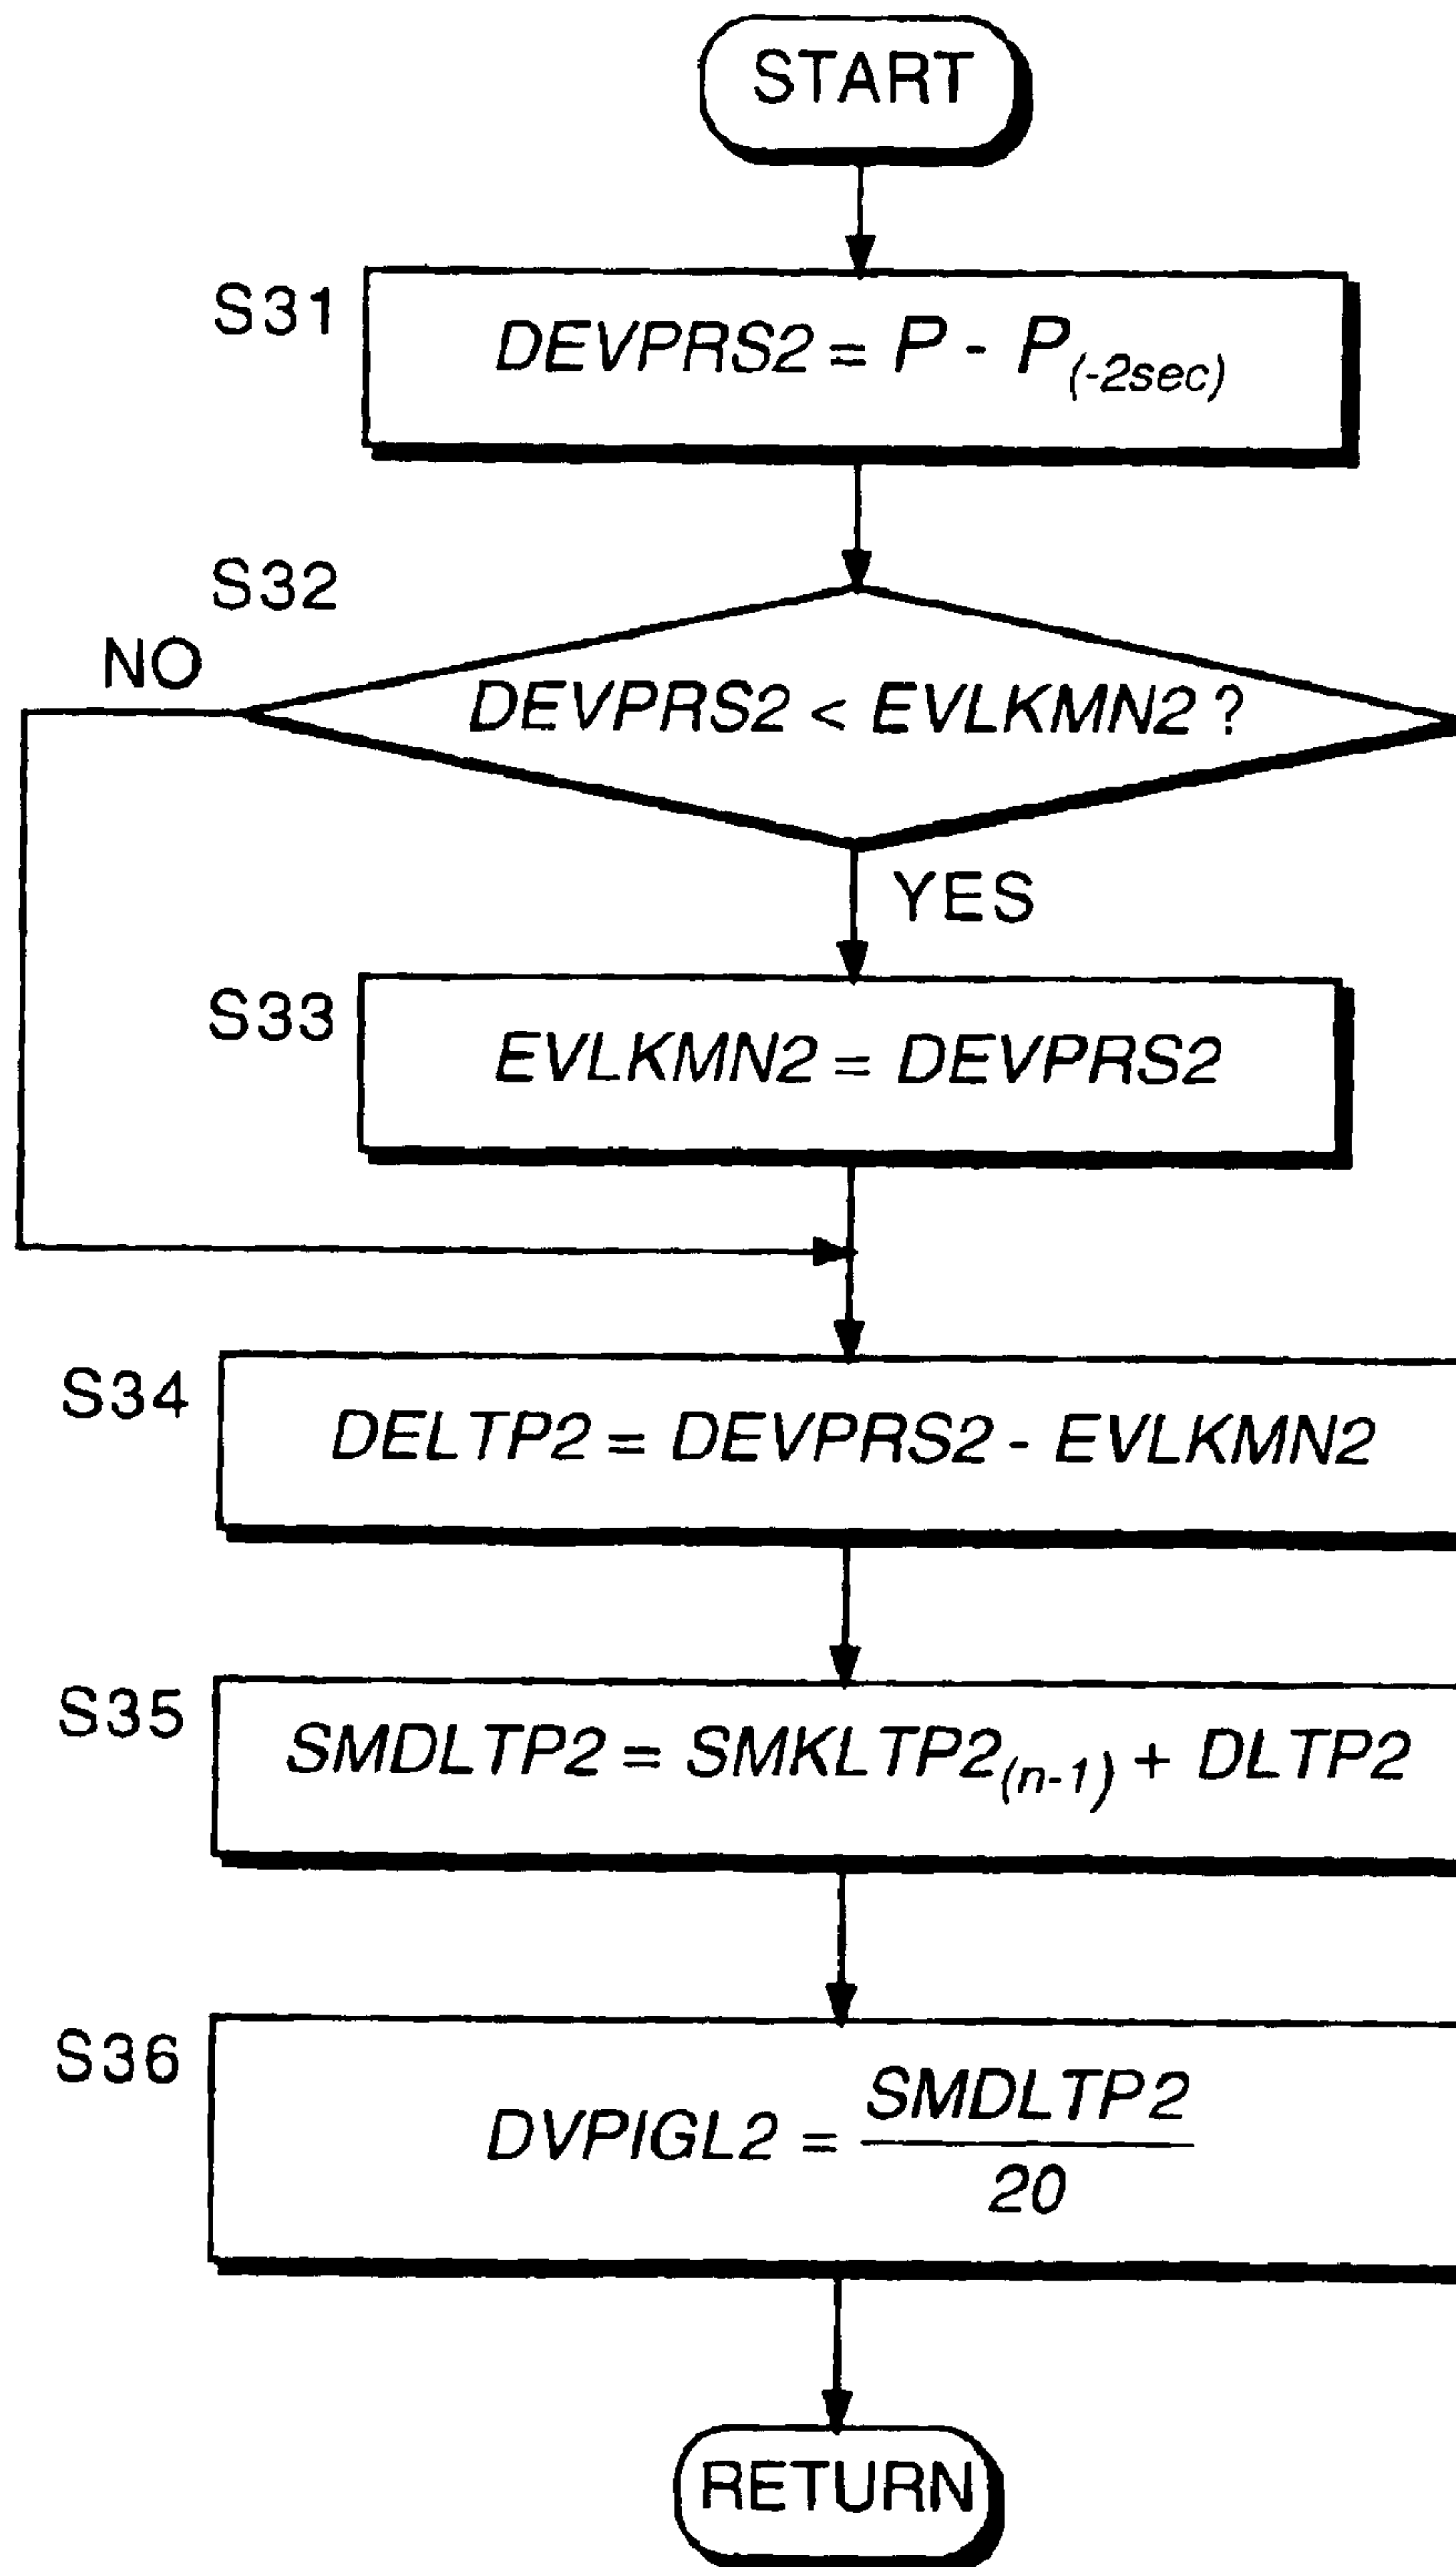 START
S31
DEVPRS2 = P - P(-2sec)
S32
NO
DEVPRS2 < EVLKMN2 ?
YES
S33
EVLKMN2 = DEVPRS2
S34
DELTP2 = DEVPRS2 - EVLKMN2
S35
SMDLTP2 = SMKLTP2(n-1) + DLTP2
S36
DVPIGL2 = SMDLTP2
20
RETURN